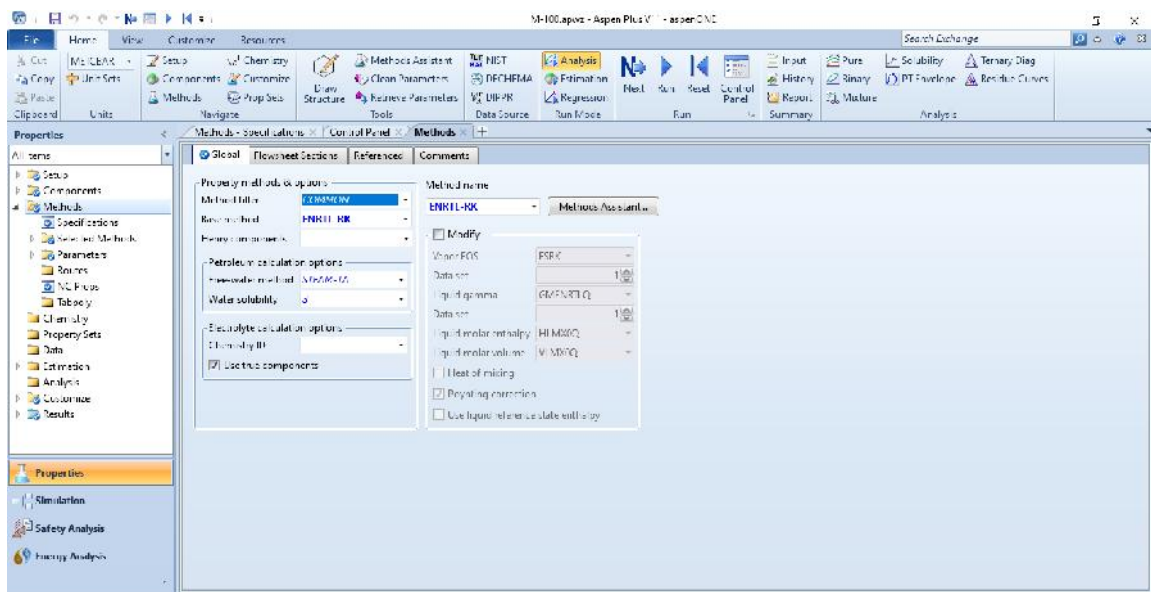 M-100.apwz - Aspen Plus V11 - aspenONE
File Home View Customize Resources Search Exchange
Cut METCBAR Setup Chemistry Methods Assistant NIST Analysis Input Pure Solubility Ternary Diag
Copy Unit Sets Components Customize Clean Parameters DECHEMA Estimation History Binary PT Envelope Residue Curves
Paste Methods Prop Sets Draw Structure Retrieve Parameters DIPPR Regression Next Run Reset Control Panel Report Mixture
Clipboard Units Navigate Tools Data Source Run Mode Run Summary Analysis
Properties
Methods - Specifications Control Panel Methods
All Items
Setup
Components
Methods
Specifications
Selected Methods
Parameters
Routes
NC Props
Tabpoly
Chemistry
Property Sets
Data
Estimation
Analysis
Customize
Results
Properties
Simulation
Safety Analysis
Energy Analysis
Global Flowsheet Sections Referenced Comments
Property methods & options
Method filter COMMON
Base method ENRTL-RK
Henry components
Petroleum calculation options
Free-water method STEAM-TA
Water solubility 3
Electrolyte calculation options
Chemistry ID
Use true components
Method name
ENRTL-RK Methods Assistant...
Modify
Vapor EOS ESRK
Data set 1
Liquid gamma GMENRTLQ
Data set 1
Liquid molar enthalpy HLMX0Q
Liquid molar volume VLMX0Q
Heat of mixing
Poynting correction
Use liquid reference state enthalpy